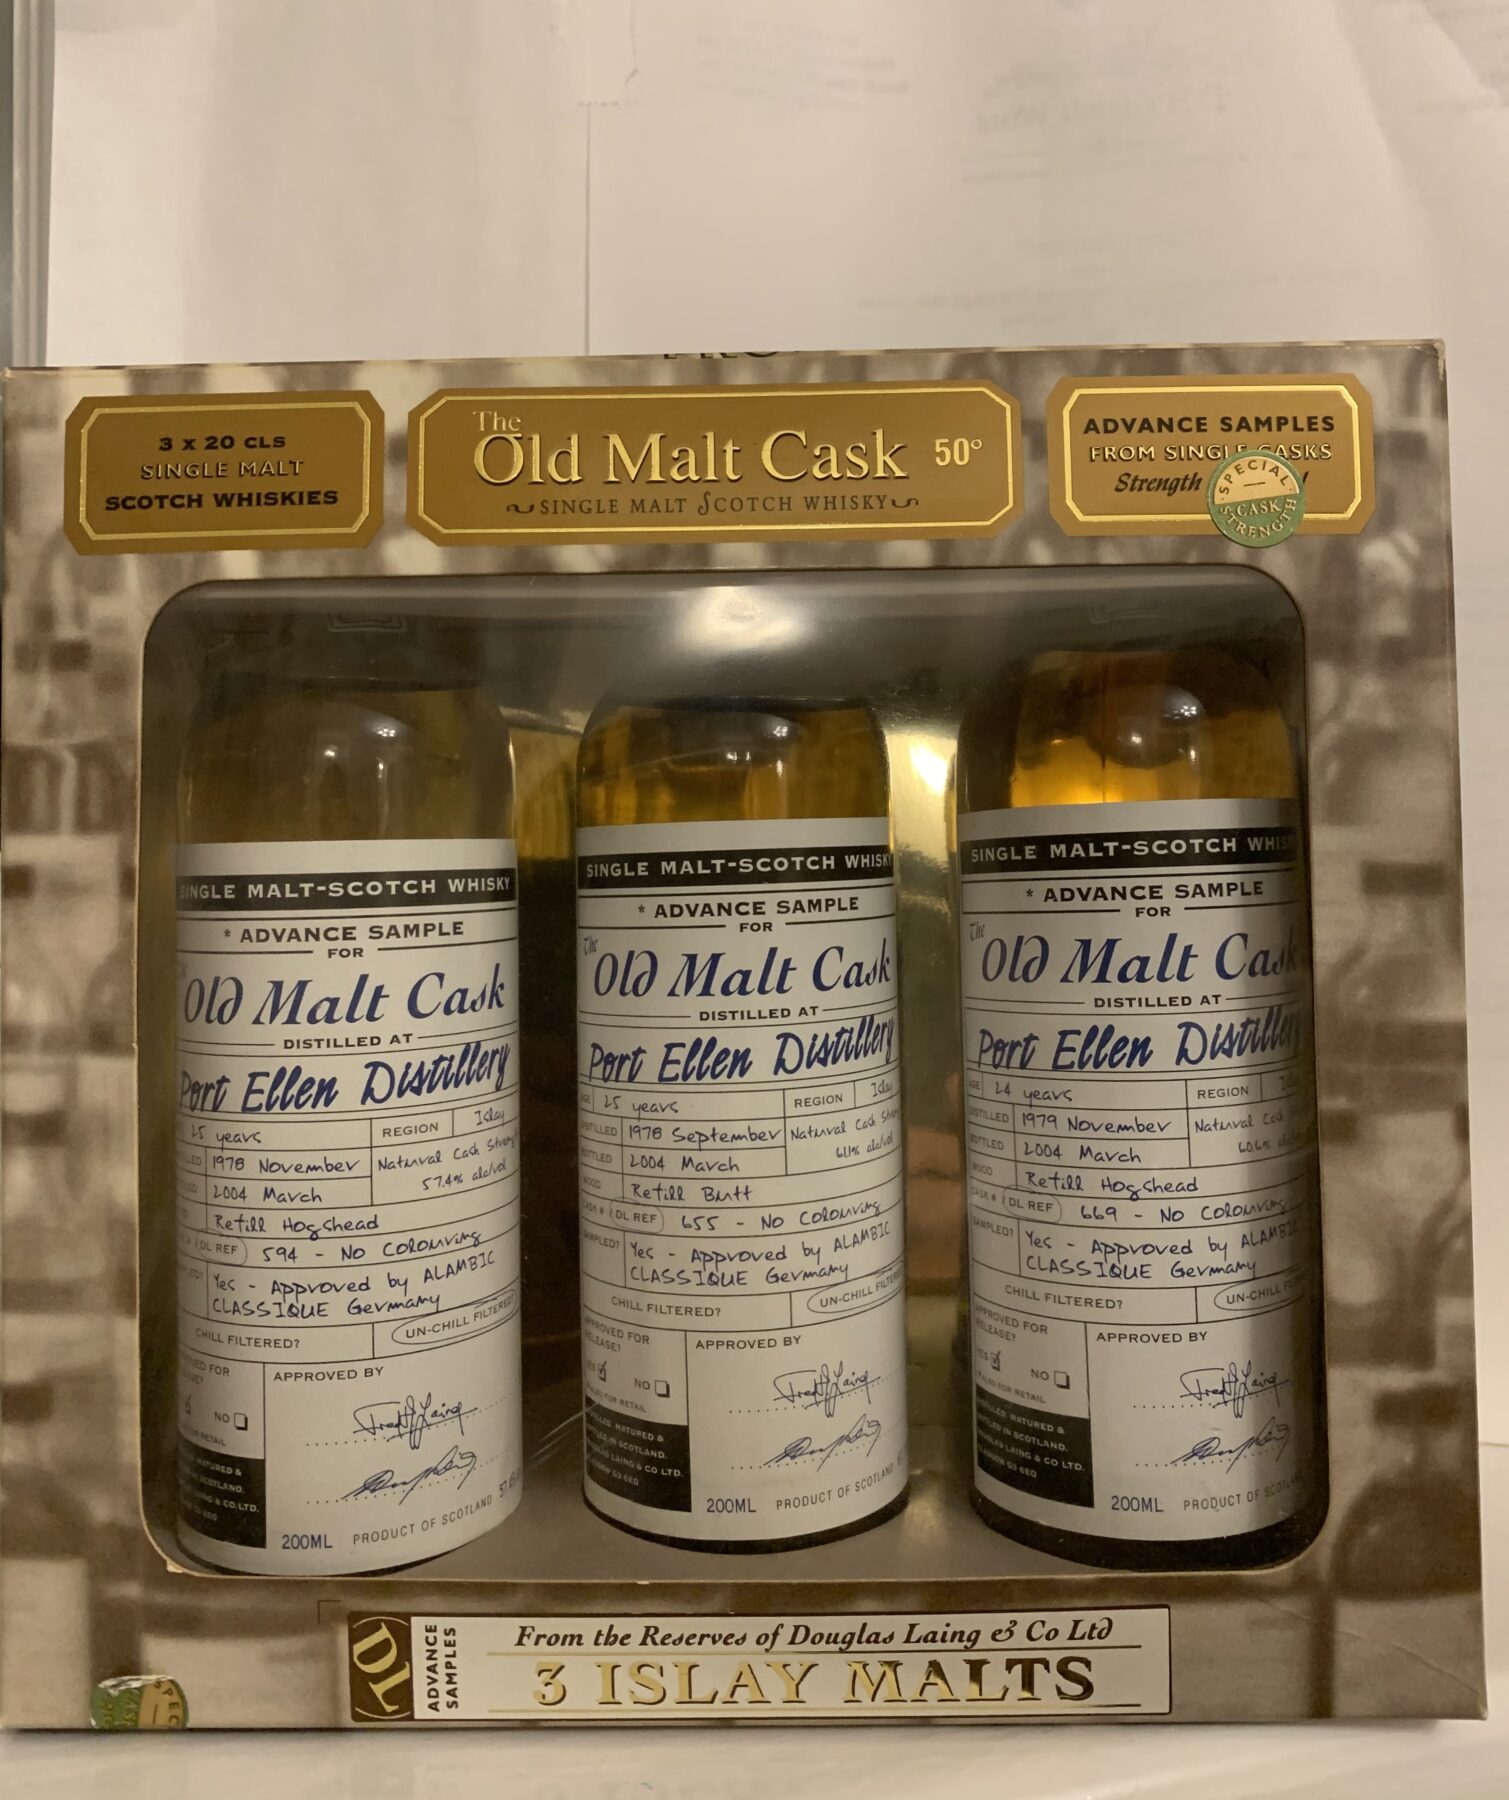 3 x 20 CLS
SINGLE MALT
SCOTCH WHISKIES
The
Old Malt Cask 50°
SINGLE MALT SCOTCH WHISKY
ADVANCE SAMPLES
FROM SINGLE CASKS
Strength
SPECIAL
CASK
STRENGTH
SINGLE MALT-SCOTCH WHISKY
* ADVANCE SAMPLE
FOR
Old Malt Cask
DISTILLED AT
Port Ellen Distillery
25 years
REGION Islay
1978 November
Natural Cask Strength
57.4% alc/vol
2004 March
Refill Hogshead
DL REF 594 - No Colouring
Yes - Approved by ALAMBIC
CLASSIQUE Germany
CHILL FILTERED? UN-CHILL FILTERED
APPROVED BY
NO
200ML PRODUCT OF SCOTLAND
SINGLE MALT-SCOTCH WHISKY
* ADVANCE SAMPLE
FOR
The
Old Malt Cask
DISTILLED AT
Port Ellen Distillery
25 years
REGION Islay
1978 September
Natural Cask
61.1% alc/vol
BOTTLED 2004 March
WOOD Refill Butt
CASK # / DL REF 655 - No Colouring
SAMPLED? Yes - Approved by ALAMBIC
CLASSIQUE Germany
CHILL FILTERED? UN-CHILL FILTERED
APPROVED FOR
RELEASE?
YES NO
APPROVED BY
MATURED &
IN SCOTLAND.
LAING & CO LTD.
GLASGOW G3 6EQ
200ML PRODUCT OF SCOTLAND
SINGLE MALT-SCOTCH WHISKY
* ADVANCE SAMPLE
FOR
The
Old Malt Cask
DISTILLED AT
Port Ellen Distillery
AGE 24 years
REGION
DISTILLED 1979 November
Natural Cask
60.6%
BOTTLED 2004 March
WOOD Refill Hogshead
CASK # / DL REF 669 - No Colouring
SAMPLED? Yes - Approved by ALAMBIC
CLASSIQUE Germany
CHILL FILTERED? UN-CHILL
APPROVED FOR
RELEASE?
YES NO
APPROVED BY
DISTILLED, MATURED &
BOTTLED IN SCOTLAND.
DOUGLAS LAING & CO LTD.
GLASGOW G3 6EQ
200ML PRODUCT OF
DL
ADVANCE
SAMPLES
From the Reserves of Douglas Laing & Co Ltd
3 ISLAY MALTS